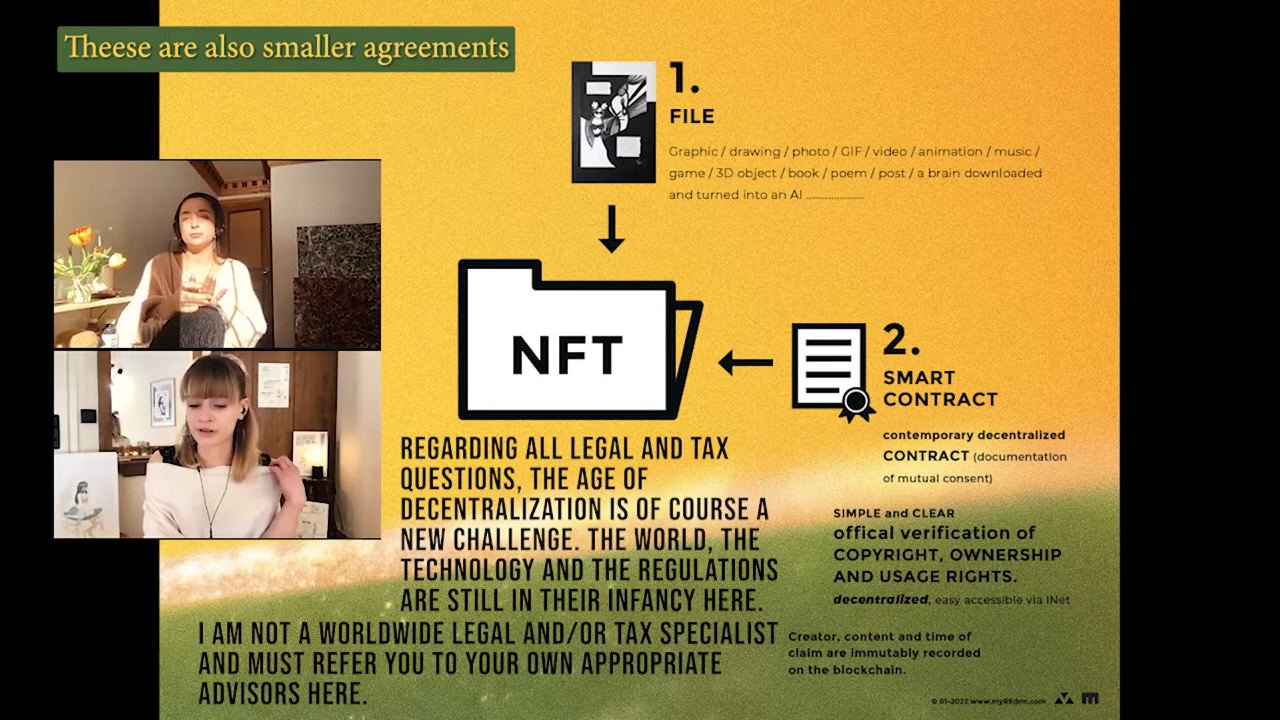 Theese are also smaller agreements
1.
FILE
Graphic / drawing / photo / GIF / video / animation / music /
game / 3D object / book / poem / post / a brain downloaded
and turned into an AI .....................
NFT
2.
SMART
CONTRACT
contemporary decentralized
CONTRACT (documentation
of mutual consent)
SIMPLE and CLEAR
offical verification of
COPYRIGHT, OWNERSHIP
AND USAGE RIGHTS.
decentralized, easy accessible via iNet
Creator, content and time of
claim are immutably recorded
on the blockchain.
REGARDING ALL LEGAL AND TAX
QUESTIONS, THE AGE OF
DECENTRALIZATION IS OF COURSE A
NEW CHALLENGE. THE WORLD, THE
TECHNOLOGY AND THE REGULATIONS
ARE STILL IN THEIR INFANCY HERE.
I AM NOT A WORLDWIDE LEGAL AND/OR TAX SPECIALIST
AND MUST REFER YOU TO YOUR OWN APPROPRIATE
ADVISORS HERE.
© 01-2022 www.myREdrm.com